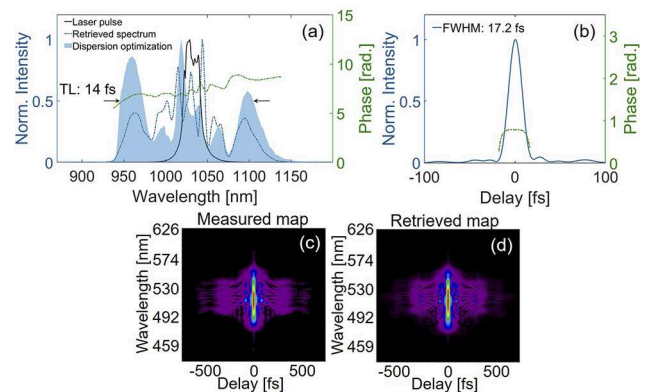 Laser pulse
Retrieved spectrum
Dispersion optimization
(a)
TL: 14 fs
Norm. Intensity
1
0.5
0
15
10
5
0
Phase [rad.]
900 950 1000 1050 1100 1150
Wavelength [nm]
FWHM: 17.2 fs
(b)
Norm. Intensity
1
0.5
0
3
2
1
0
Phase [rad.]
-100 0 100
Delay [fs]
Measured map
(c)
Wavelength [nm]
626
574
530
492
459
-500 0 500
Delay [fs]
Retrieved map
(d)
Wavelength [nm]
626
574
530
492
459
-500 0 500
Delay [fs]